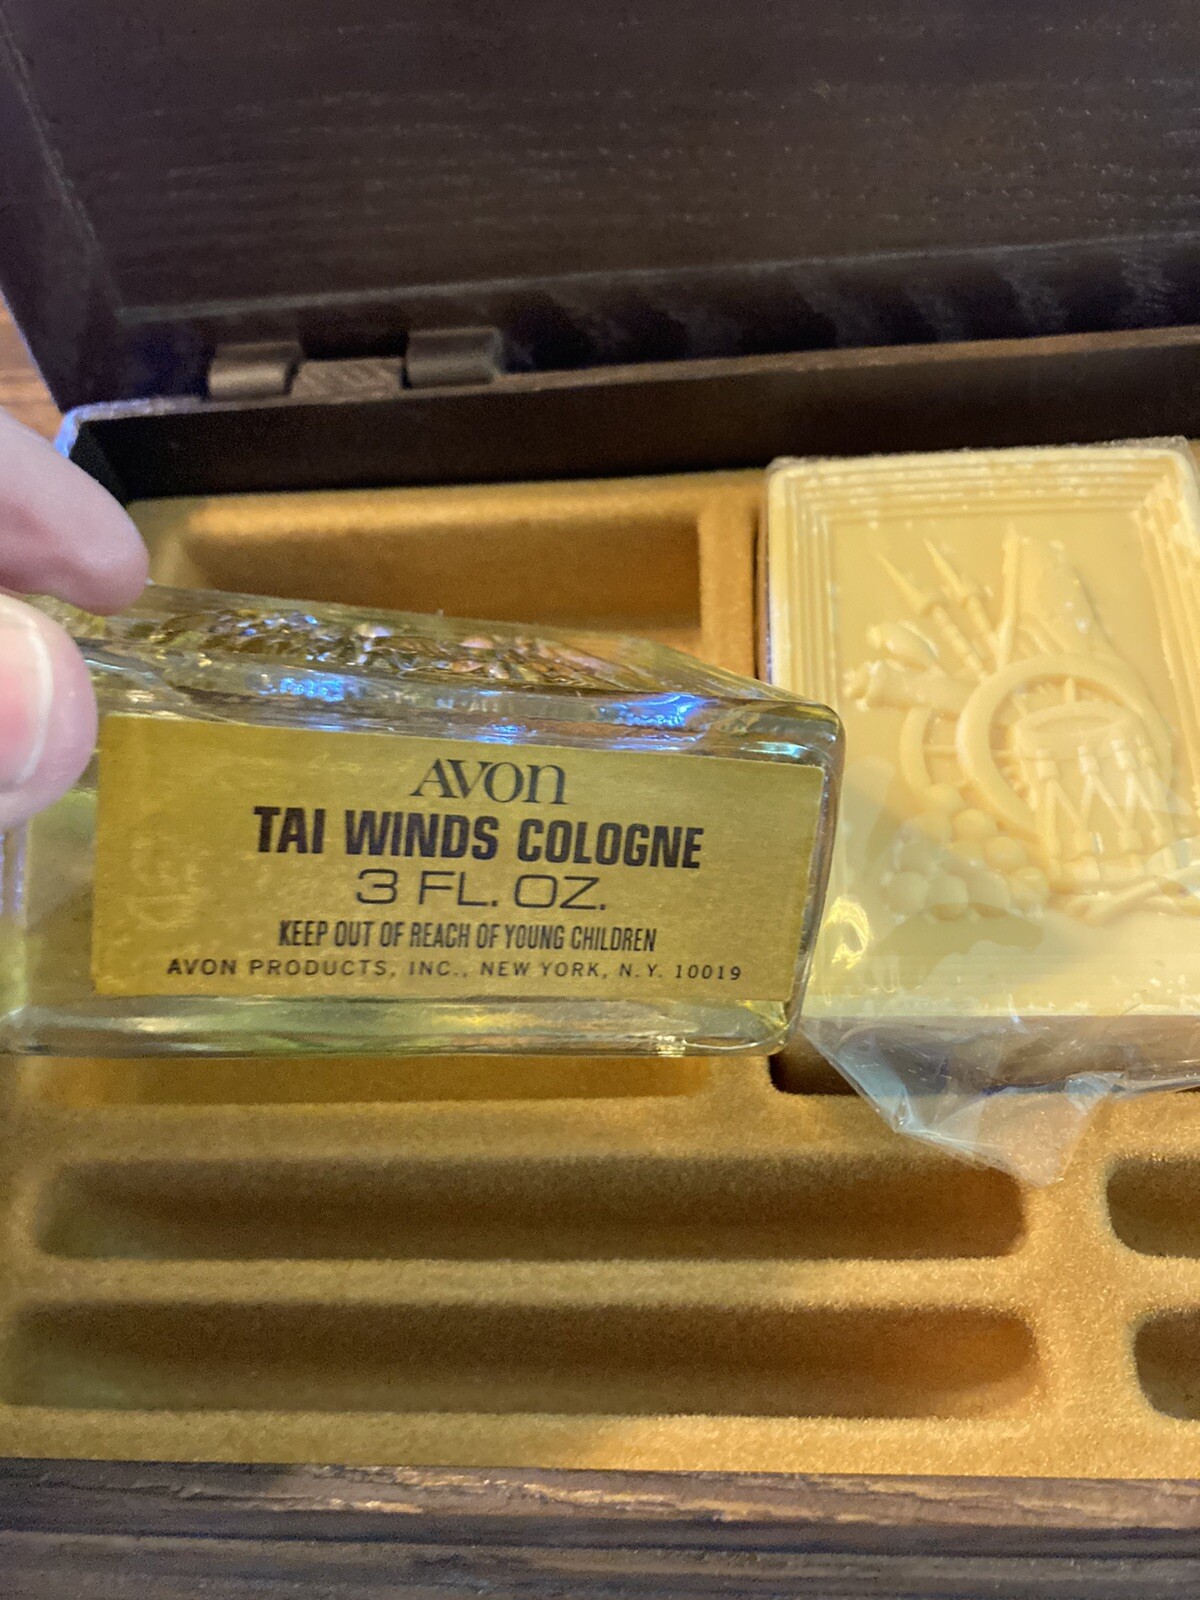 AVON
TAI WINDS COLOGNE
3 FL. OZ.
KEEP OUT OF REACH OF YOUNG CHILDREN
AVON PRODUCTS, INC., NEW YORK, N.Y. 10019